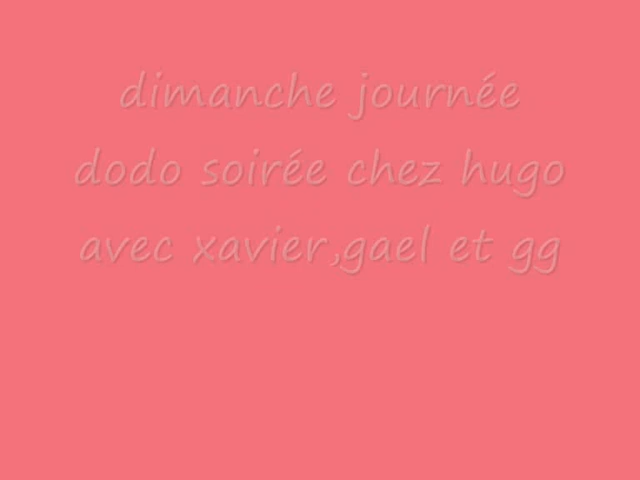 dimanche journée
dodo soirée chez hugo
avec xavier,gael et gg